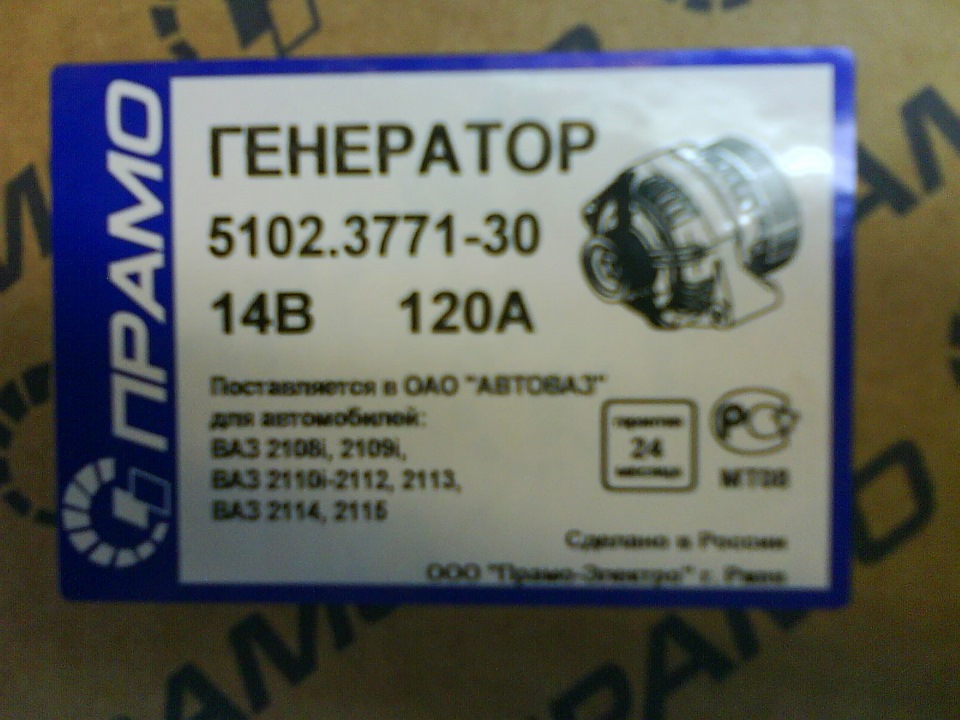 ПРАМО
ГЕНЕРАТОР
5102.3771-30
14В 120А
Поставляется в ОАО "АВТОВАЗ"
для автомобилей:
ВАЗ 2108i, 2109i,
ВАЗ 2110i-2112, 2113,
ВАЗ 2114, 2115
гарантия
24
месяца
РСТ
МТ08
Сделано в России
ООО "Прамо-Электро" г. Ржев